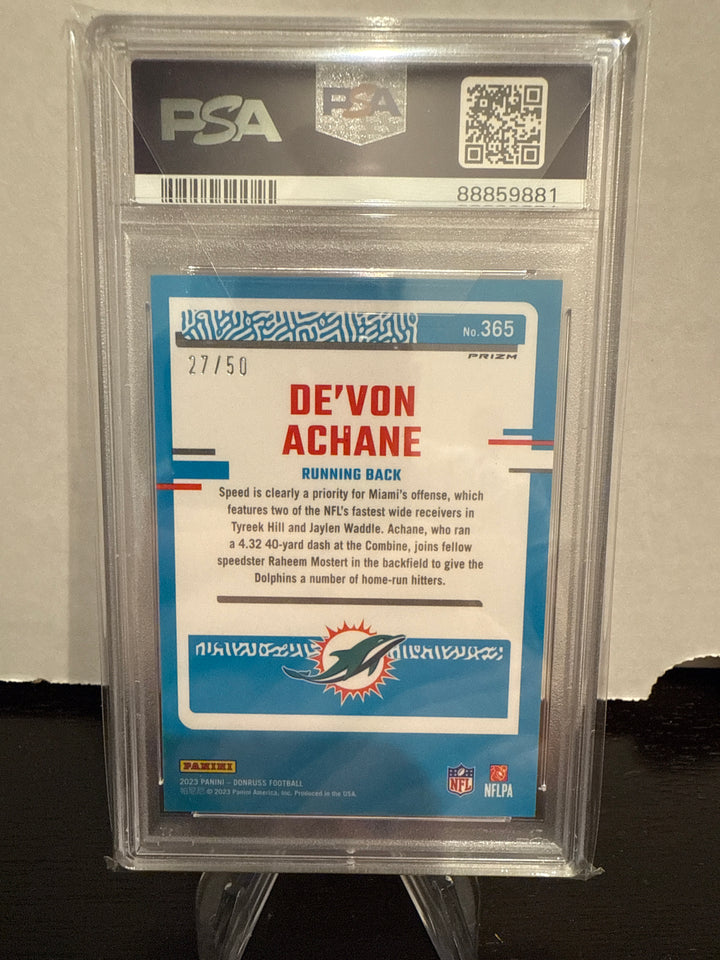 PSA
PSA
88859881
No.365
PRIZM
27/50
DE'VON
ACHANE
RUNNING BACK
Speed is clearly a priority for Miami's offense, which
features two of the NFL's fastest wide receivers in
Tyreek Hill and Jaylen Waddle. Achane, who ran
a 4.32 40-yard dash at the Combine, joins fellow
speedster Raheem Mostert in the backfield to give the
Dolphins a number of home-run hitters.
PANINI
2023 PANINI – DONRUSS FOOTBALL
© 2023 Panini America, Inc. Produced in the USA.
NFL
NFLPA